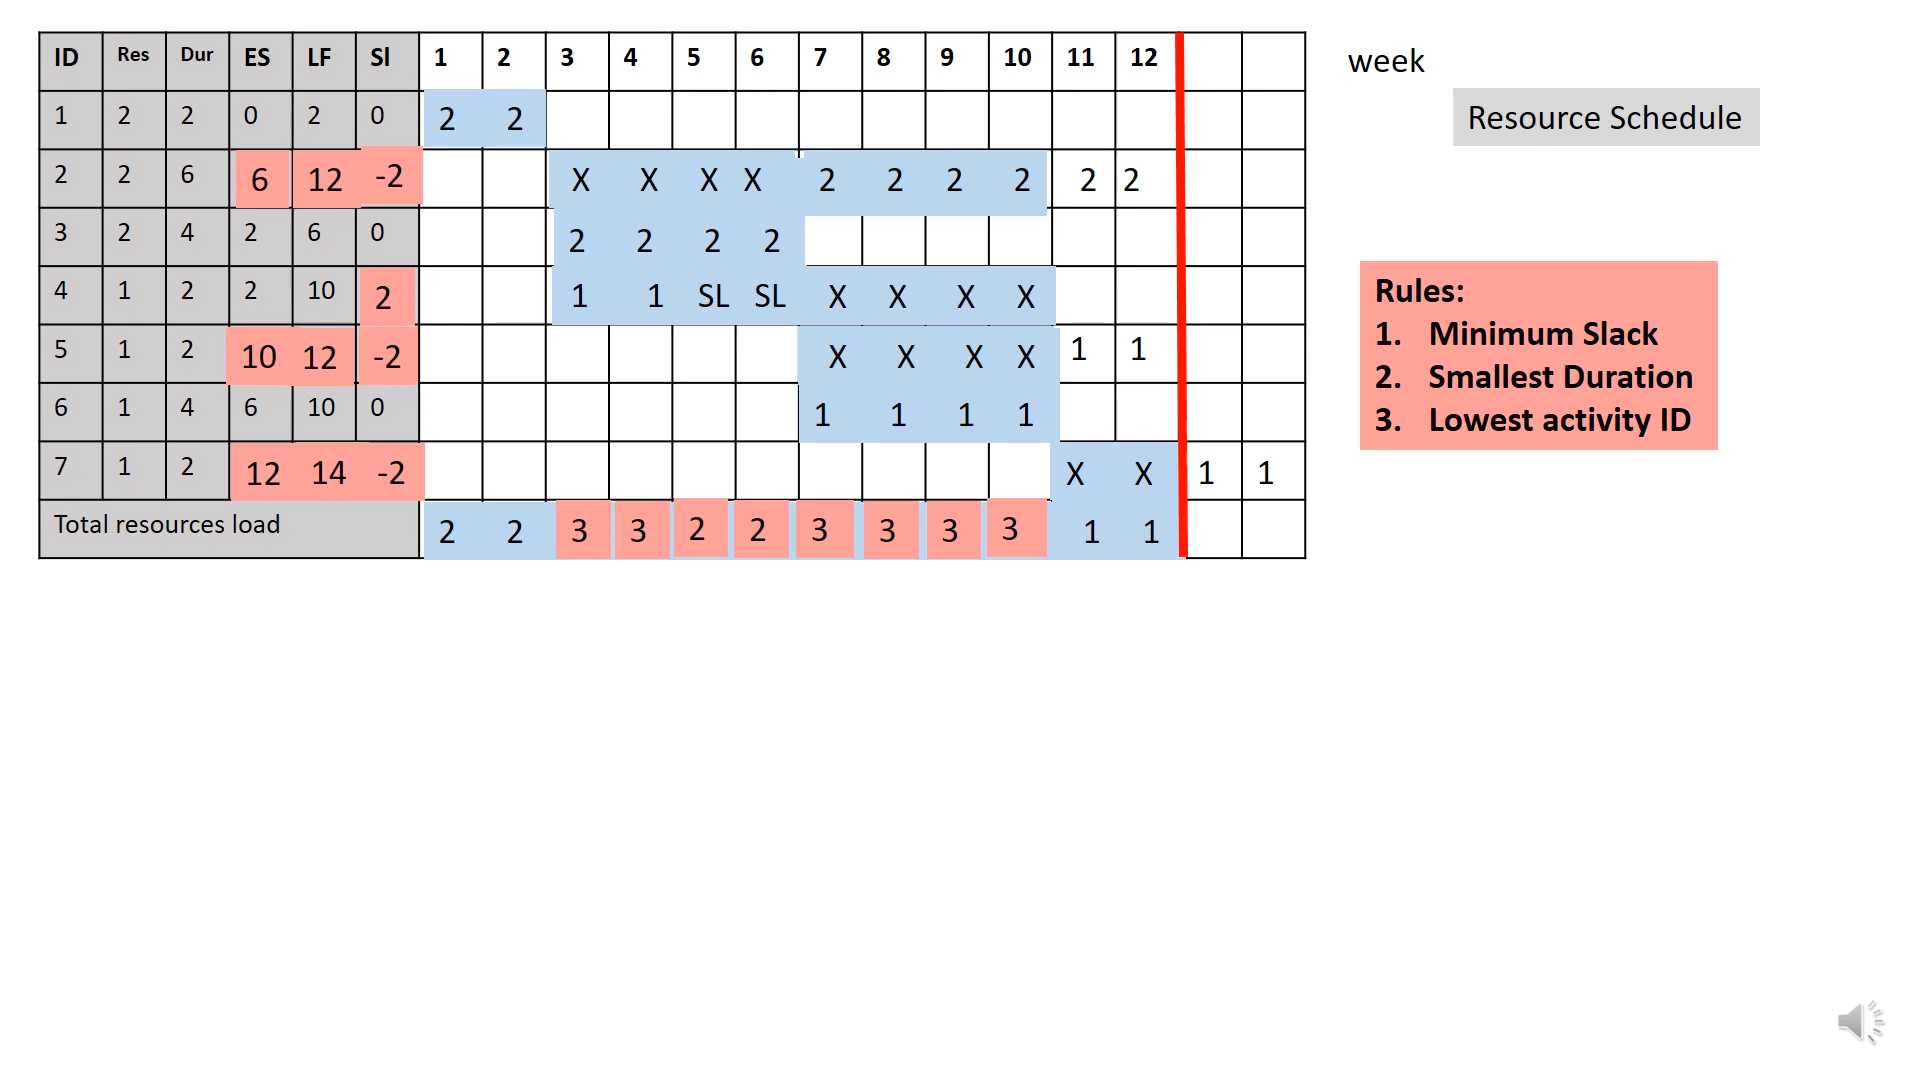 ID Res Dur ES LF Sl 1 2 3 4 5 6 7 8 9 10 11 12
week
1 2 2 0 2 0 2 2
Resource Schedule
2 2 6 6 12 -2 X X X X 2 2 2 2 2 2
3 2 4 2 6 0 2 2 2 2
4 1 2 2 10 2 1 1 SL SL X X X X
5 1 2 10 12 -2 X X X X 1 1
6 1 4 6 10 0 1 1 1 1
7 1 2 12 14 -2 X X 1 1
Total resources load 2 2 3 3 2 2 3 3 3 3 1 1
Rules:
1. Minimum Slack
2. Smallest Duration
3. Lowest activity ID